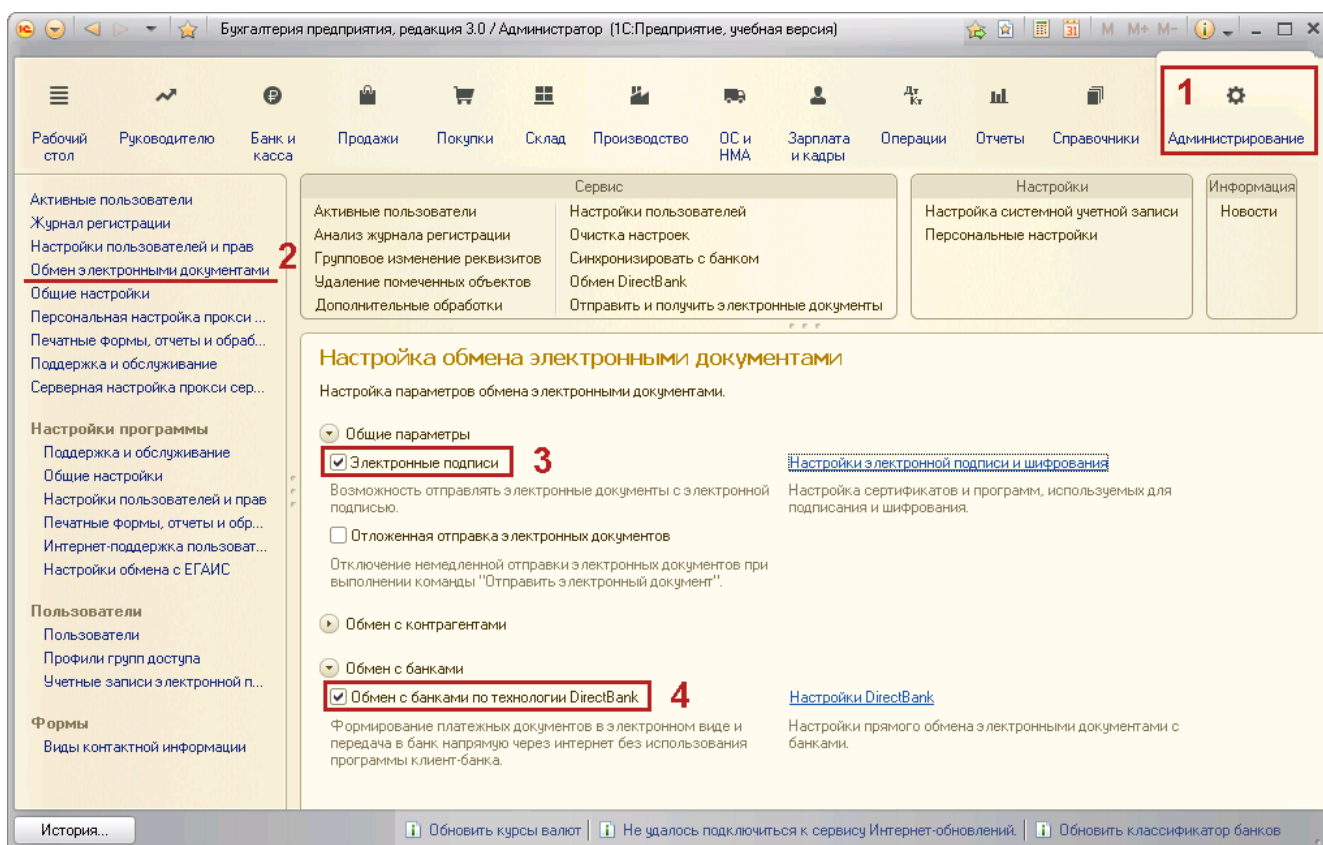 Бухгалтерия предприятия, редакция 3.0 / Администратор (1С:Предприятие, учебная версия)
31 M M+ M-
1
Рабочий стол
Руководителю
Банк и касса
Продажи
Покупки
Склад
Производство
ОС и НМА
Зарплата и кадры
Дт Кт
Операции
Отчеты
Справочники
Администрирование
Активные пользователи
Журнал регистрации
Настройки пользователей и прав
Обмен электронными документами
2
Общие настройки
Персональная настройка прокси ...
Печатные формы, отчеты и обраб...
Поддержка и обслуживание
Серверная настройка прокси сер...
Настройки программы
Поддержка и обслуживание
Общие настройки
Настройки пользователей и прав
Печатные формы, отчеты и обр...
Интернет-поддержка пользоват...
Настройки обмена с ЕГАИС
Пользователи
Пользователи
Профили групп доступа
Учетные записи электронной п...
Формы
Виды контактной информации
Сервис
Активные пользователи
Анализ журнала регистрации
Групповое изменение реквизитов
Удаление помеченных объектов
Дополнительные обработки
Настройки пользователей
Очистка настроек
Синхронизировать с банком
Обмен DirectBank
Отправить и получить электронные документы
Настройки
Настройка системной учетной записи
Персональные настройки
Информация
Новости
Настройка обмена электронными документами
Настройка параметров обмена электронными документами.
Общие параметры
Электронные подписи
3
Настройки электронной подписи и шифрования
Возможность отправлять электронные документы с электронной
подписью.
Настройка сертификатов и программ, используемых для
подписания и шифрования.
Отложенная отправка электронных документов
Отключение немедленной отправки электронных документов при
выполнении команды "Отправить электронный документ".
Обмен с контрагентами
Обмен с банками
Обмен с банками по технологии DirectBank
4
Настройки DirectBank
Формирование платежных документов в электронном виде и
передача в банк напрямую через интернет без использования
программы клиент-банка.
Настройки прямого обмена электронными документами с
банками.
История...
Обновить курсы валют
Не удалось подключиться к сервису Интернет-обновлений.
Обновить классификатор банков